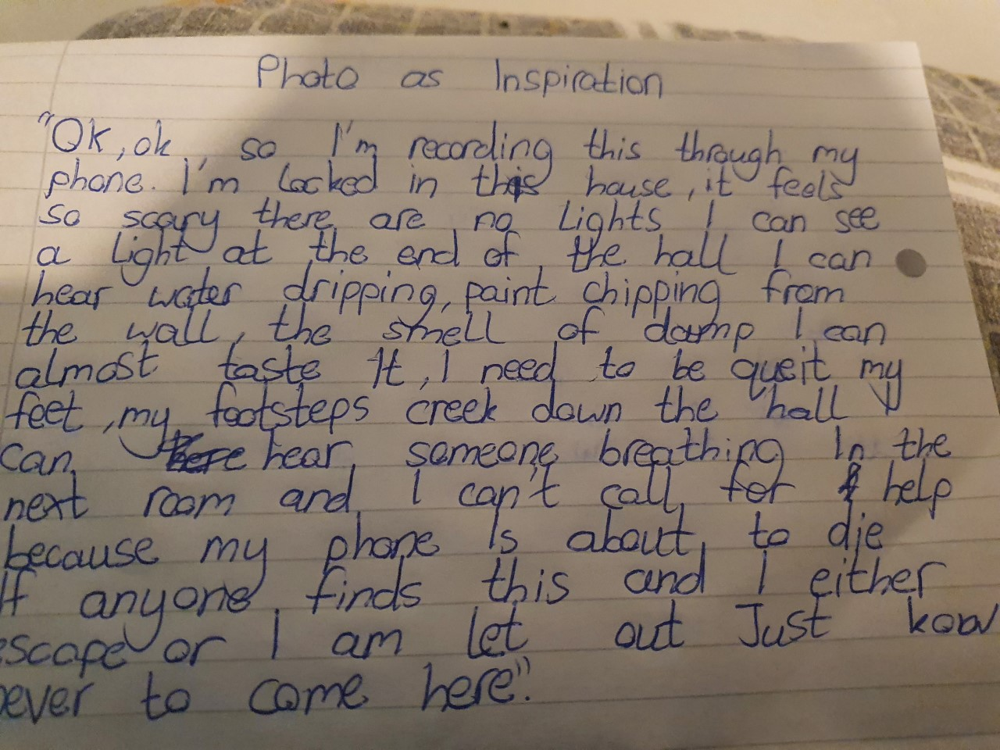 Photo as Inspiration
"Ok, ok, so I'm recording this through my
phone. I'm locked in this house, it feels
so scary there are no lights I can see
a light at the end of the hall I can
hear water dripping, paint chipping from
the wall, the smell of damp I can
almost taste It, I need to be queit my
feet, my footsteps creek down the hall I
can hear someone breathing In the
next room and I can't call for help
because my phone Is about to die
If anyone finds this and I either
escape or I am let out Just koow
never to come here".